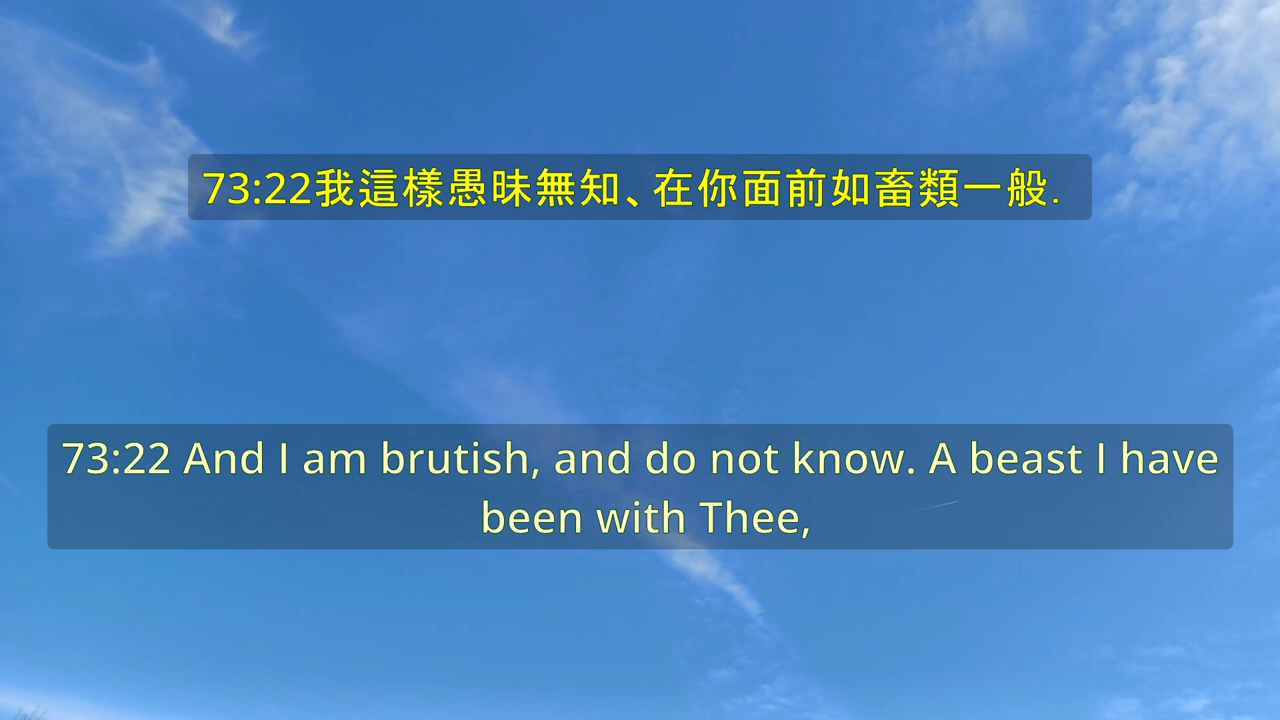 73:22我這樣愚昧無知、在你面前如畜類一般.
73:22 And I am brutish, and do not know. A beast I have
been with Thee,